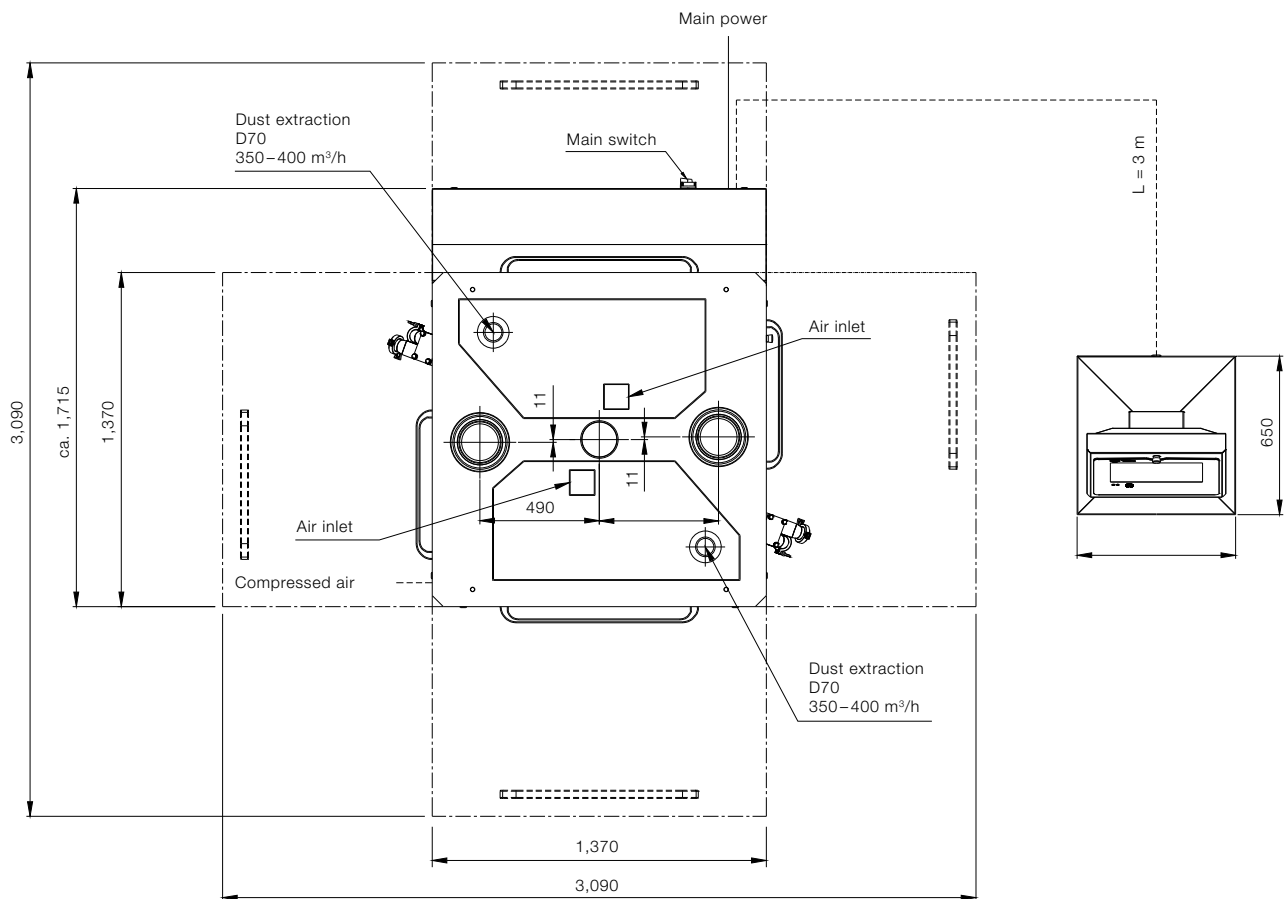 Main power
Dust extraction
D70
350–400 m³/h
Main switch
L = 3 m
3,090
ca. 1,715
1,370
Air inlet
11
650
11
490
Air inlet
Compressed air
Dust extraction
D70
350–400 m³/h
1,370
3,090